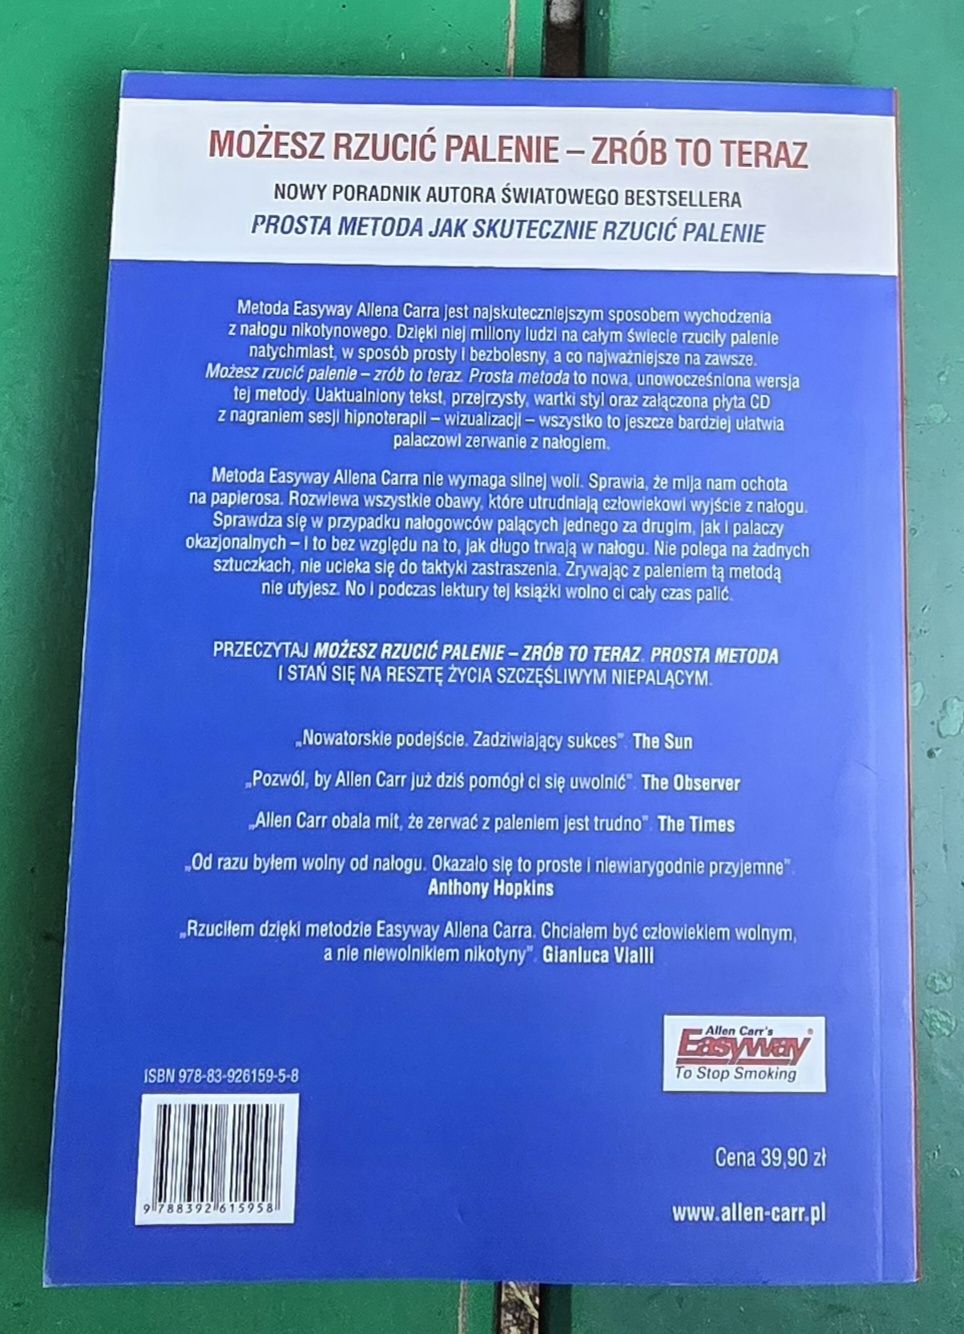 MOŻESZ RZUCIĆ PALENIE – ZRÓB TO TERAZ
NOWY PORADNIK AUTORA ŚWIATOWEGO BESTSELLERA
PROSTA METODA JAK SKUTECZNIE RZUCIĆ PALENIE
Metoda Easyway Allena Carra jest najskuteczniejszym sposobem wychodzenia
z nałogu nikotynowego. Dzięki niej miliony ludzi na całym świecie rzuciły palenie
natychmiast, w sposób prosty i bezbolesny, a co najważniejsze na zawsze.
Możesz rzucić palenie – zrób to teraz. Prosta metoda to nowa, unowocześniona wersja
tej metody. Uaktualniony tekst, przejrzysty, wartki styl oraz załączona płyta CD
z nagraniem sesji hipnoterapii – wizualizacji – wszystko to jeszcze bardziej ułatwia
palaczowi zerwanie z nałogiem.
Metoda Easyway Allena Carra nie wymaga silnej woli. Sprawia, że mija nam ochota
na papierosa. Rozwiewa wszystkie obawy, które utrudniają człowiekowi wyjście z nałogu.
Sprawdza się w przypadku nałogowców palących jednego za drugim, jak i palaczy
okazjonalnych – i to bez względu na to, jak długo trwają w nałogu. Nie polega na żadnych
sztuczkach, nie ucieka się do taktyki zastraszenia. Zrywając z paleniem tą metodą
nie utyjesz. No i podczas lektury tej książki wolno ci cały czas palić.
PRZECZYTAJ MOŻESZ RZUCIĆ PALENIE – ZRÓB TO TERAZ. PROSTA METODA
I STAŃ SIĘ NA RESZTĘ ŻYCIA SZCZĘŚLIWYM NIEPALĄCYM.
„Nowatorskie podejście. Zadziwiający sukces”. The Sun
„Pozwól, by Allen Carr już dziś pomógł ci się uwolnić”. The Observer
„Allen Carr obala mit, że zerwać z paleniem jest trudno”. The Times
„Od razu byłem wolny od nałogu. Okazało się to proste i niewiarygodnie przyjemne”.
Anthony Hopkins
„Rzuciłem dzięki metodzie Easyway Allena Carra. Chciałem być człowiekiem wolnym,
a nie niewolnikiem nikotyny”. Gianluca Vialli
Allen Carr's
Easyway®
To Stop Smoking
ISBN 978-83-926159-5-8
9 788392 615958
Cena 39,90 zł
www.allen-carr.pl